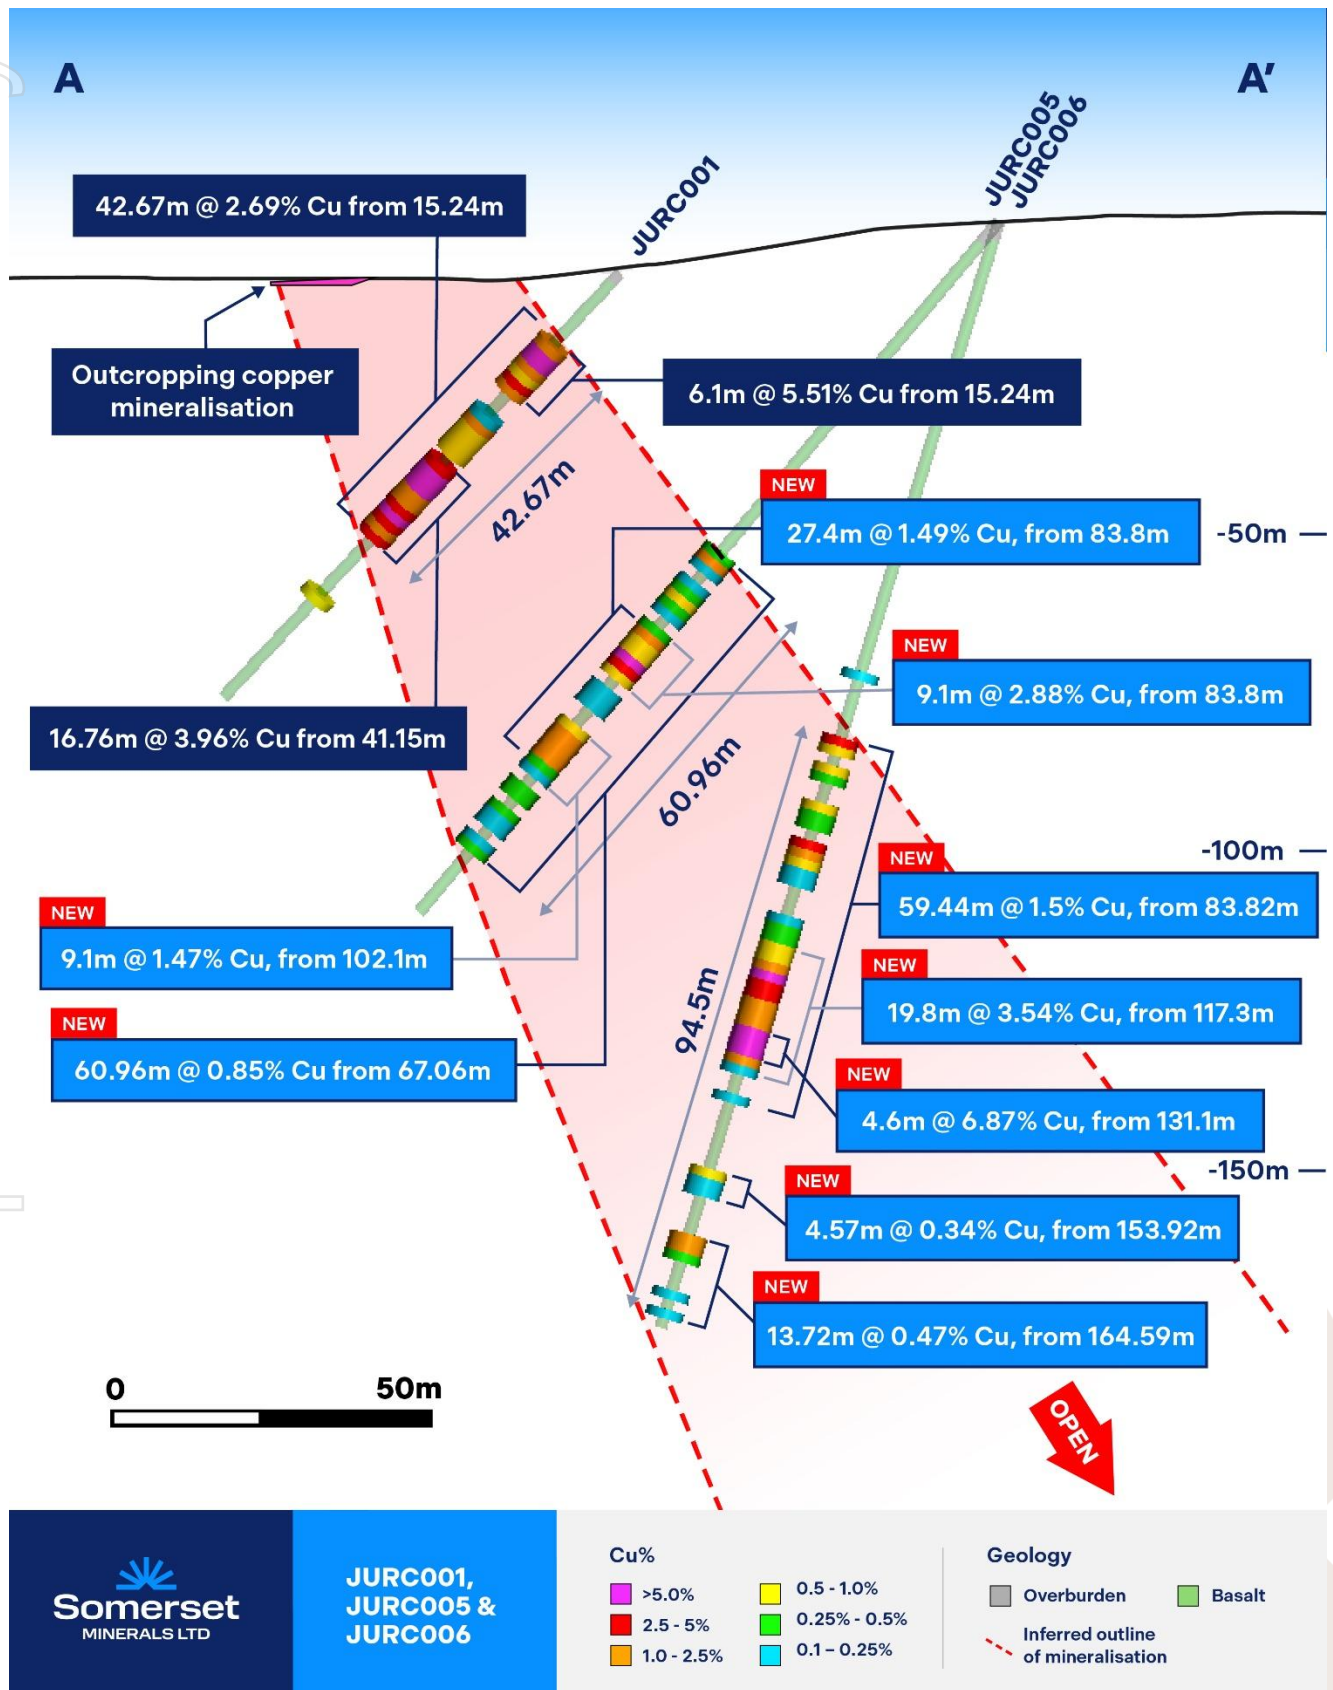 A
A′
JURC001
JURC005
JURC006
42.67m @ 2.69% Cu from 15.24m
Outcropping copper
mineralisation
6.1m @ 5.51% Cu from 15.24m
42.67m
NEW
27.4m @ 1.49% Cu, from 83.8m
-50m
NEW
9.1m @ 2.88% Cu, from 83.8m
16.76m @ 3.96% Cu from 41.15m
60.96m
-100m
NEW
59.44m @ 1.5% Cu, from 83.82m
NEW
9.1m @ 1.47% Cu, from 102.1m
NEW
19.8m @ 3.54% Cu, from 117.3m
94.5m
NEW
60.96m @ 0.85% Cu from 67.06m
NEW
4.6m @ 6.87% Cu, from 131.1m
-150m
NEW
4.57m @ 0.34% Cu, from 153.92m
NEW
13.72m @ 0.47% Cu, from 164.59m
0 50m
OPEN
Somerset
MINERALS LTD
JURC001,
JURC005 &
JURC006
Cu%
>5.0%
2.5 - 5%
1.0 - 2.5%
0.5 - 1.0%
0.25% - 0.5%
0.1 – 0.25%
Geology
Overburden
Basalt
Inferred outline
of mineralisation